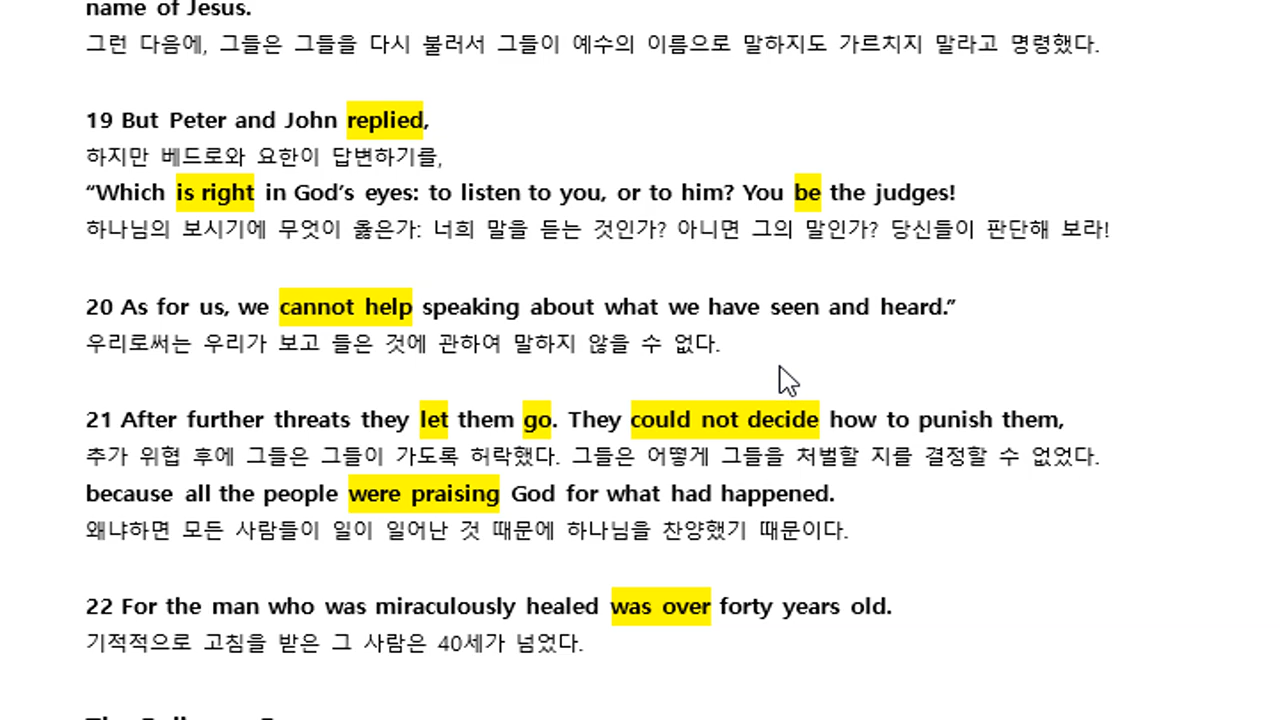 name of Jesus.
그런 다음에, 그들은 그들을 다시 불러서 그들이 예수의 이름으로 말하지도 가르치지 말라고 명령했다.
19 But Peter and John replied,
하지만 베드로와 요한이 답변하기를,
“Which is right in God’s eyes: to listen to you, or to him? You be the judges!
하나님의 보시기에 무엇이 옳은가: 너희 말을 듣는 것인가? 아니면 그의 말인가? 당신들이 판단해 보라!
20 As for us, we cannot help speaking about what we have seen and heard.”
우리로써는 우리가 보고 들은 것에 관하여 말하지 않을 수 없다.
21 After further threats they let them go. They could not decide how to punish them,
추가 위협 후에 그들은 그들이 가도록 허락했다. 그들은 어떻게 그들을 처벌할 지를 결정할 수 없었다.
because all the people were praising God for what had happened.
왜냐하면 모든 사람들이 일이 일어난 것 때문에 하나님을 찬양했기 때문이다.
22 For the man who was miraculously healed was over forty years old.
기적적으로 고침을 받은 그 사람은 40세가 넘었다.